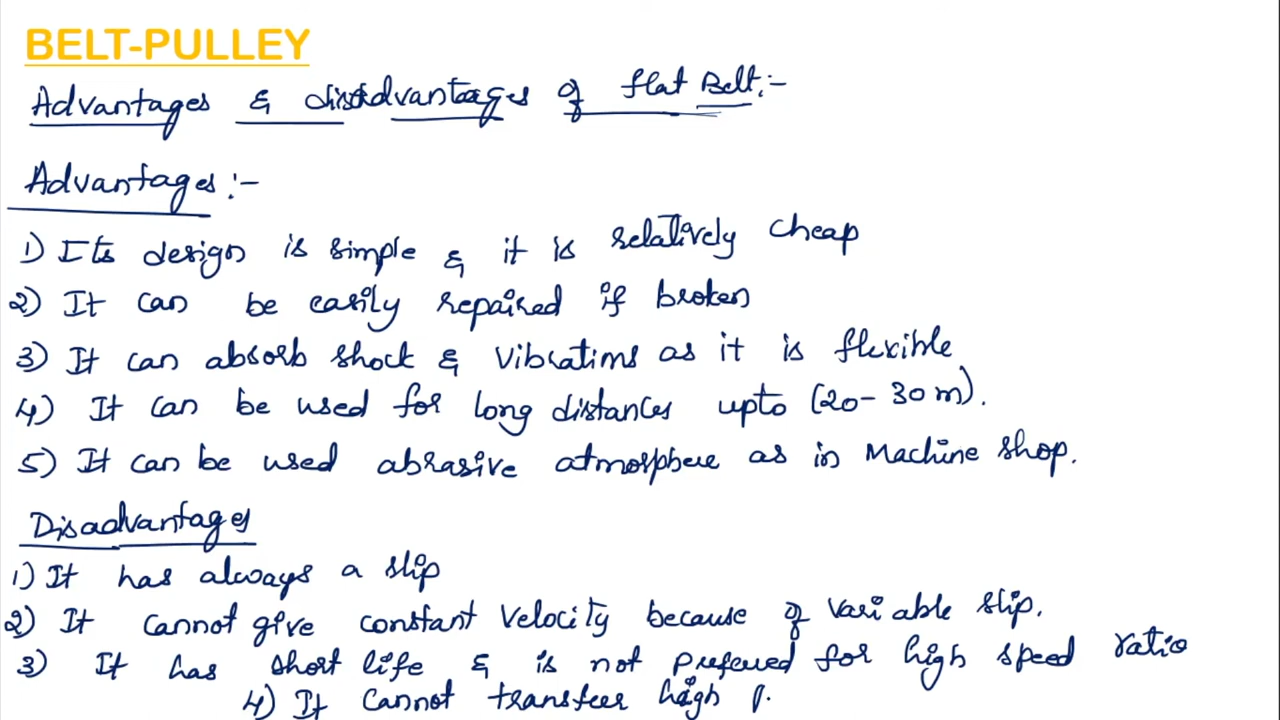 BELT-PULLEY
Advantages & disadvantages of flat Belt:-
Advantages:-
1) Its design is simple & it is relatively cheap
2) It can be easily repaired if broken
3) It can absorb shock & vibrations as it is flexible
4) It can be used for long distances upto (20-30m).
5) It can be used abrasive atmosphere as in Machine shop.
Disadvantages
1) It has always a slip
2) It cannot give constant velocity because of variable slip.
3) It has short life & is not preferred for high speed ratio
4) It cannot transfer high